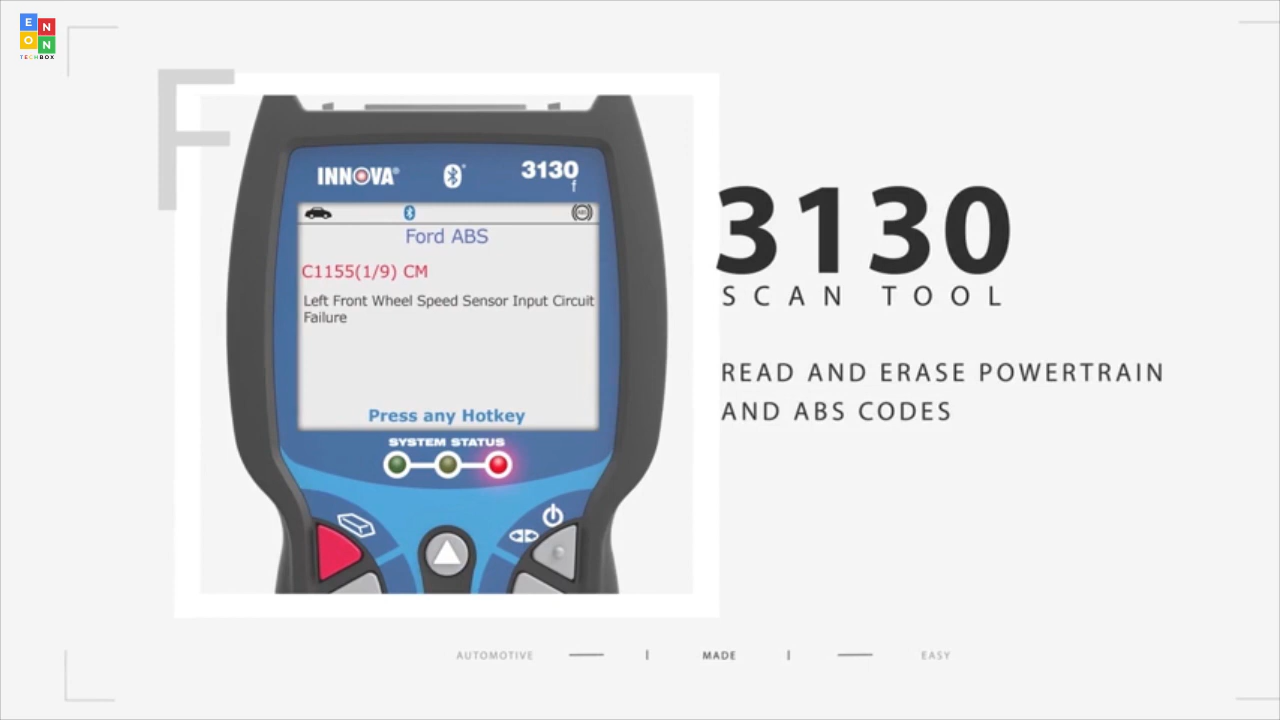 E N
O N
TECHBOX
F
INNOVA®
3130
f
ABS
Ford ABS
C1155(1/9) CM
Left Front Wheel Speed Sensor Input Circuit
Failure
Press any Hotkey
SYSTEM STATUS
3130
SCAN TOOL
READ AND ERASE POWERTRAIN
AND ABS CODES
AUTOMOTIVE MADE EASY